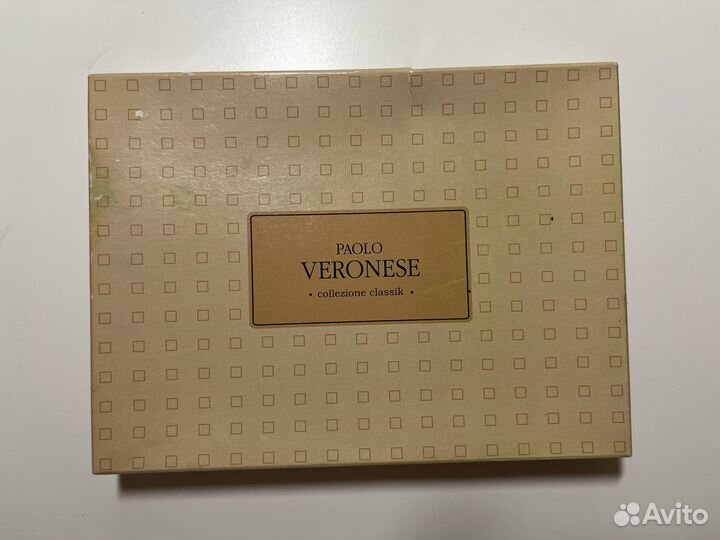 PAOLO
VERONESE
• collezione classik •
Avito